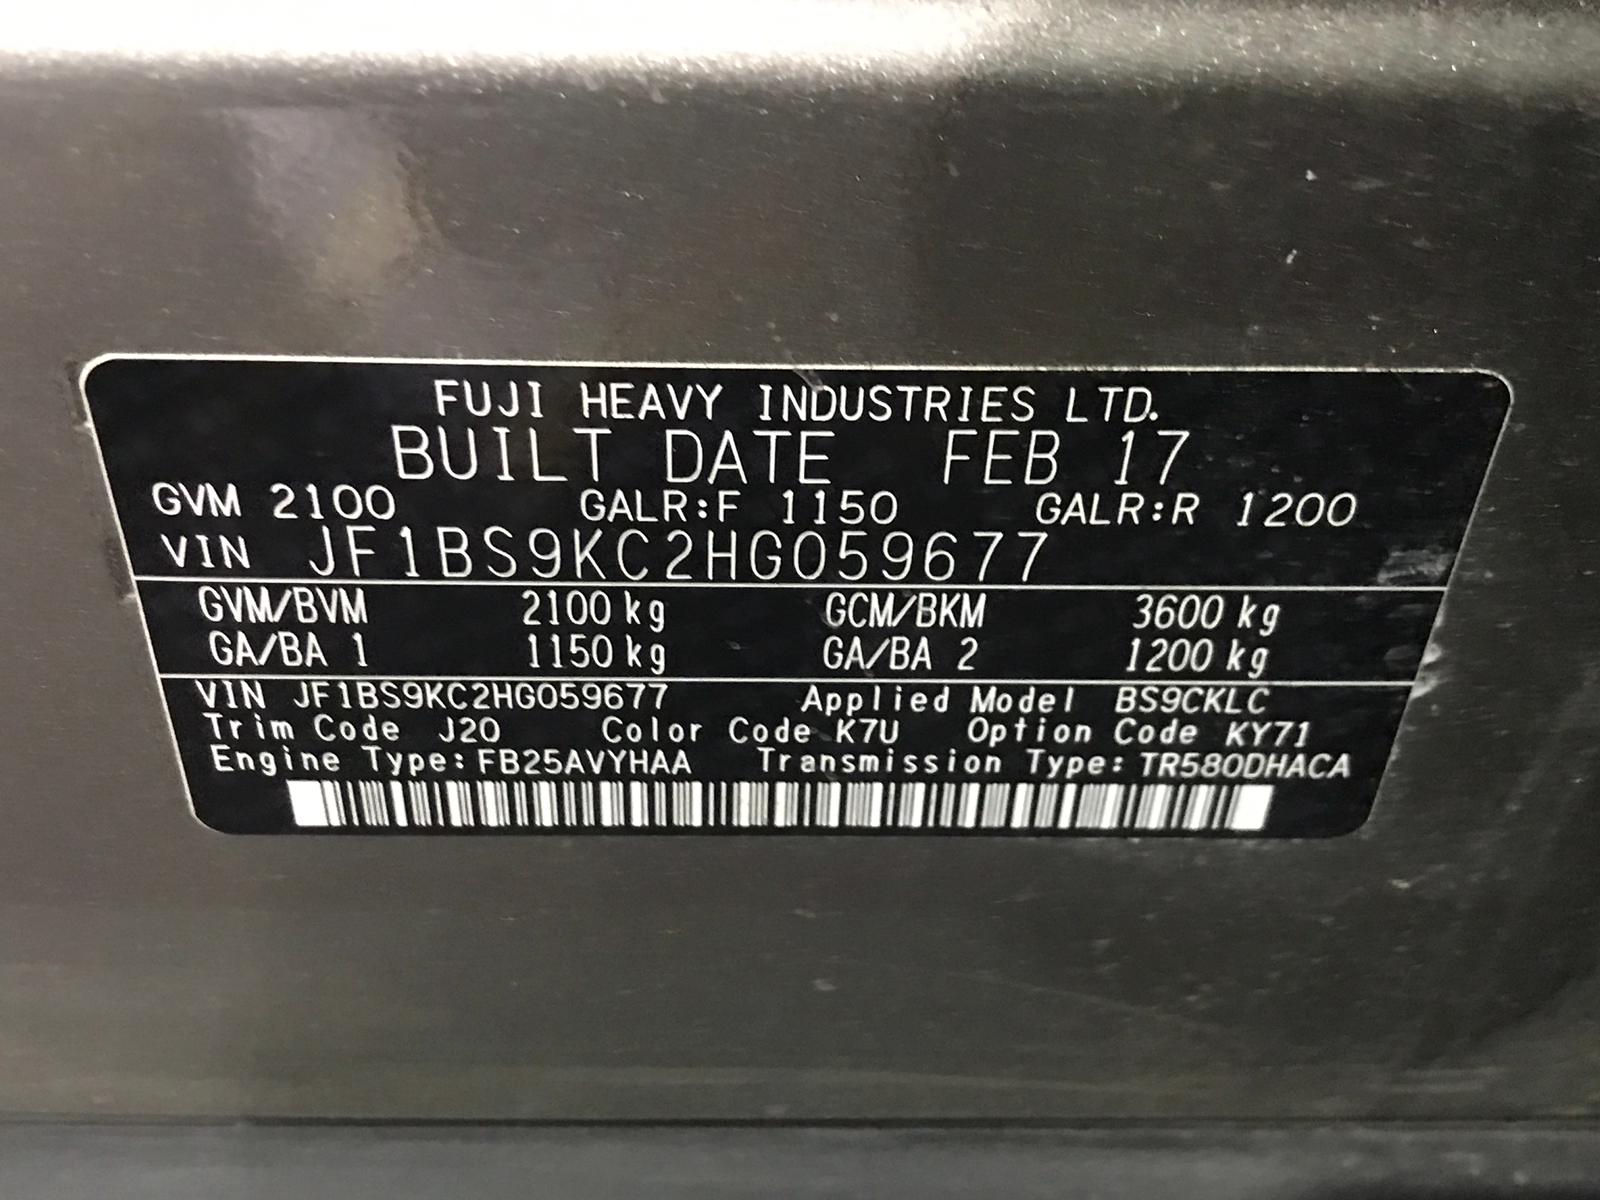 FUJI HEAVY INDUSTRIES LTD.
BUILT DATE FEB 17
GVM 2100 GALR:F 1150 GALR:R 1200
VIN JF1BS9KC2HG059677
GVM/BVM 2100 kg GCM/BKM 3600 kg
GA/BA 1 1150 kg GA/BA 2 1200 kg
VIN JF1BS9KC2HG059677 Applied Model BS9CKLC
Trim Code J20 Color Code K7U Option Code KY71
Engine Type: FB25AVYHAA Transmission Type: TR580DHACA